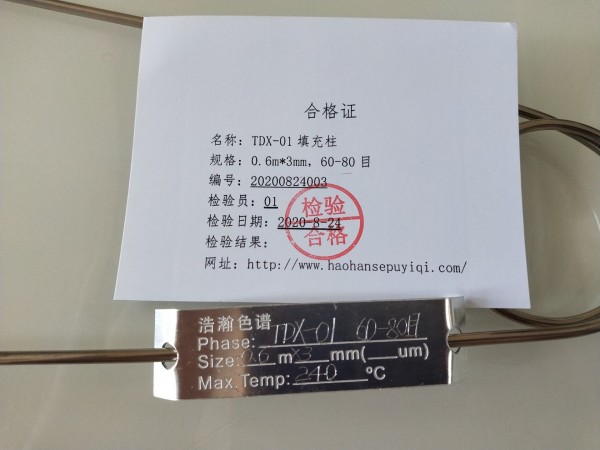 合格证
名称: TDX-01 填充柱
规格: 0.6m*3mm, 60-80 目
编号: 20200824003
检验员: 01
检验日期: 2020-8-24
检验结果:
检验
合格
网址: http://www.haohansepuyiqi.com/
浩瀚色谱
Phase: TDX-01 60-80目
Size: 0.6 m x3 mm(__um)
Max.Temp: 240 ºC